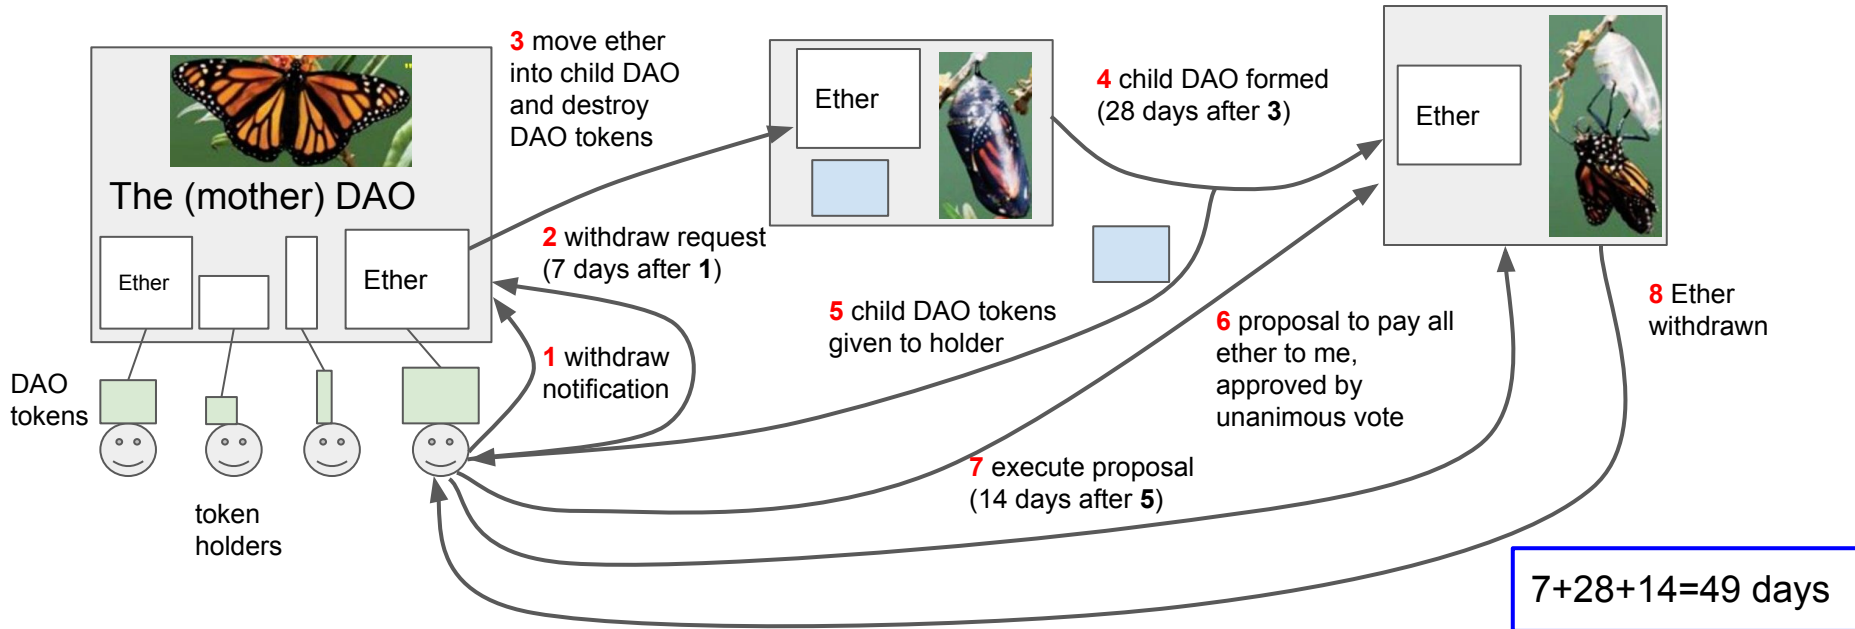 3 move ether
into child DAO
and destroy
DAO tokens
The (mother) DAO
Ether
Ether
DAO
tokens
token
holders
1 withdraw
notification
2 withdraw request
(7 days after 1)
Ether
4 child DAO formed
(28 days after 3)
Ether
5 child DAO tokens
given to holder
6 proposal to pay all
ether to me,
approved by
unanimous vote
7 execute proposal
(14 days after 5)
8 Ether
withdrawn
7+28+14=49 days